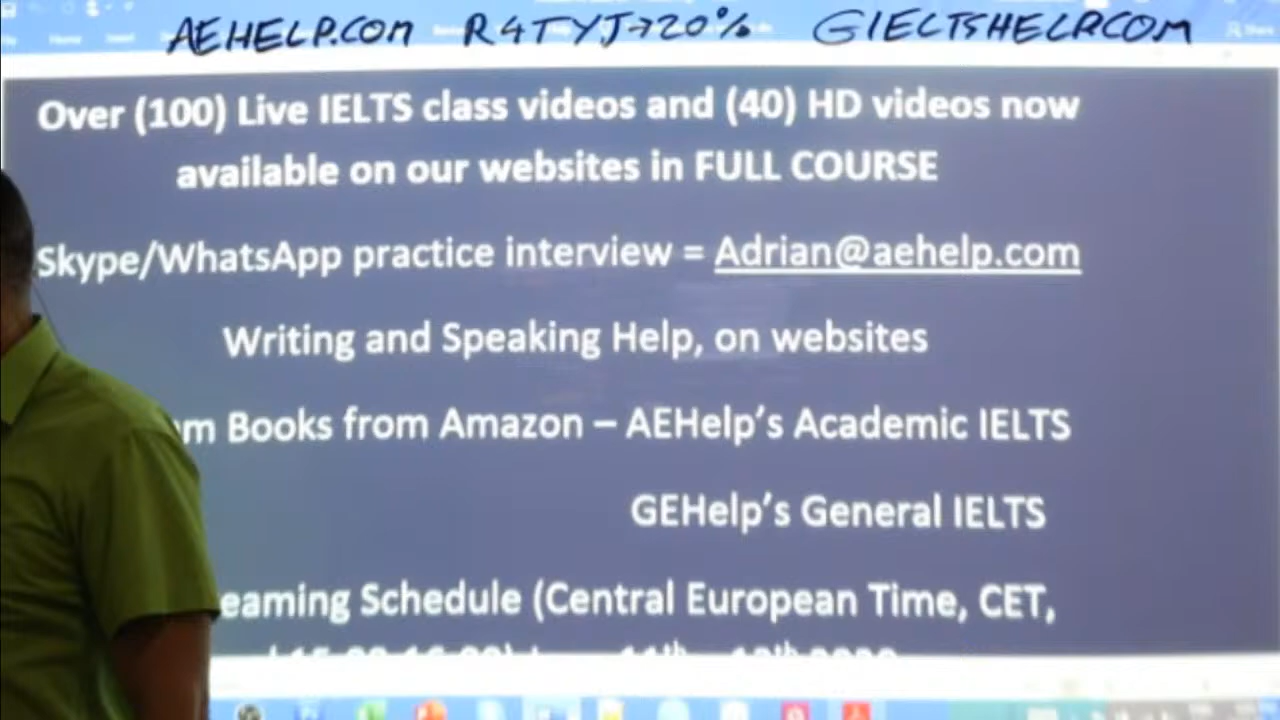 AEHELP.COM R4TYJ→20% GIELTSHELP.COM
Over (100) Live IELTS class videos and (40) HD videos now
available on our websites in FULL COURSE
Skype/WhatsApp practice interview = Adrian@aehelp.com
Writing and Speaking Help, on websites
m Books from Amazon – AEHelp's Academic IELTS
GEHelp's General IELTS
eaming Schedule (Central European Time, CET,